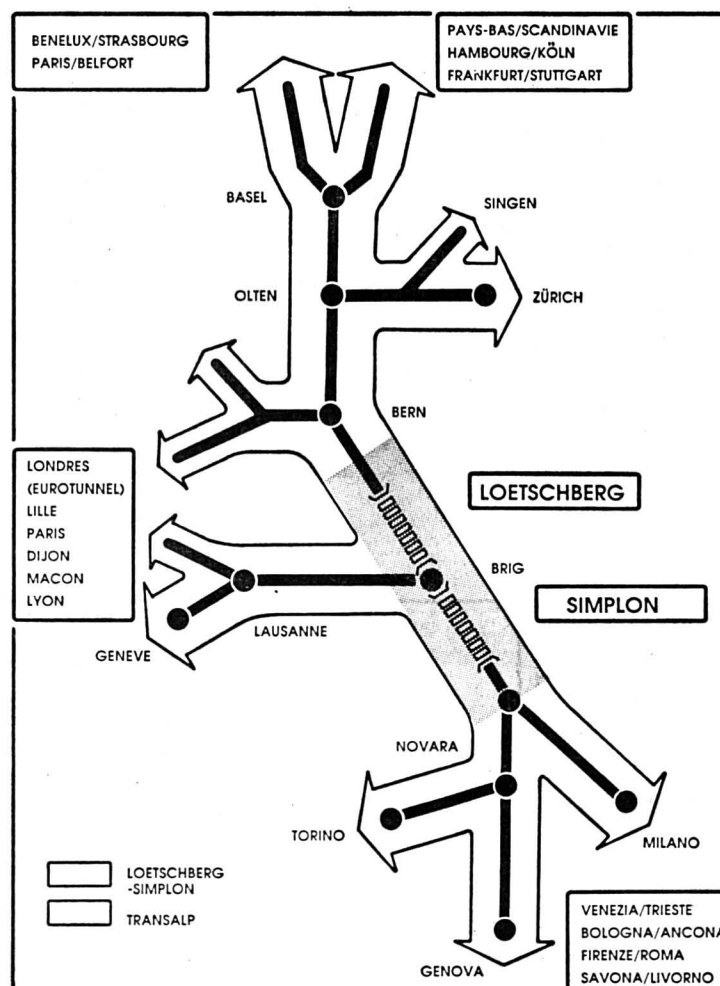 BENELUX/STRASBOURG
PARIS/BELFORT
PAYS-BAS/SCANDINAVIE
HAMBOURG/KÖLN
FRANKFURT/STUTTGART
BASEL
SINGEN
OLTEN
ZÜRICH
BERN
LONDRES
(EUROTUNNEL)
LILLE
PARIS
DIJON
MACON
LYON
LOETSCHBERG
BRIG
SIMPLON
LAUSANNE
GENEVE
NOVARA
TORINO
MILANO
LOETSCHBERG
-SIMPLON
TRANSALP
GENOVA
VENEZIA/TRIESTE
BOLOGNA/ANCONA
FIRENZE/ROMA
SAVONA/LIVORNO